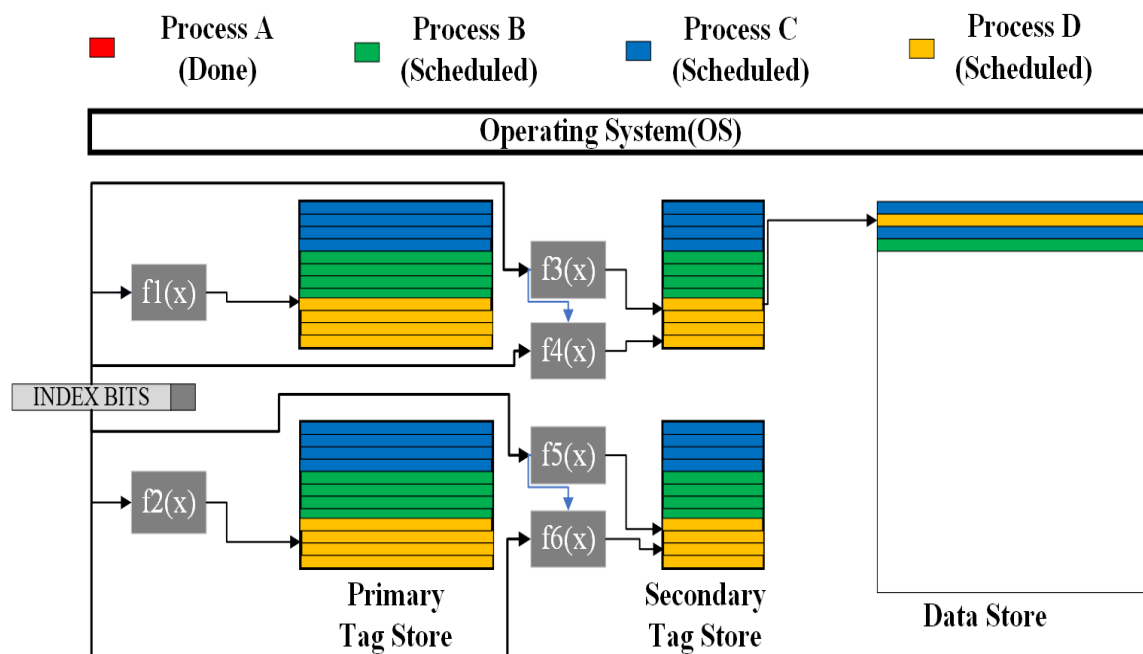 Process A
(Done)
Process B
(Scheduled)
Process C
(Scheduled)
Process D
(Scheduled)
Operating System(OS)
f1(x)
f3(x)
f4(x)
INDEX BITS
f2(x)
f5(x)
f6(x)
Primary
Tag Store
Secondary
Tag Store
Data Store